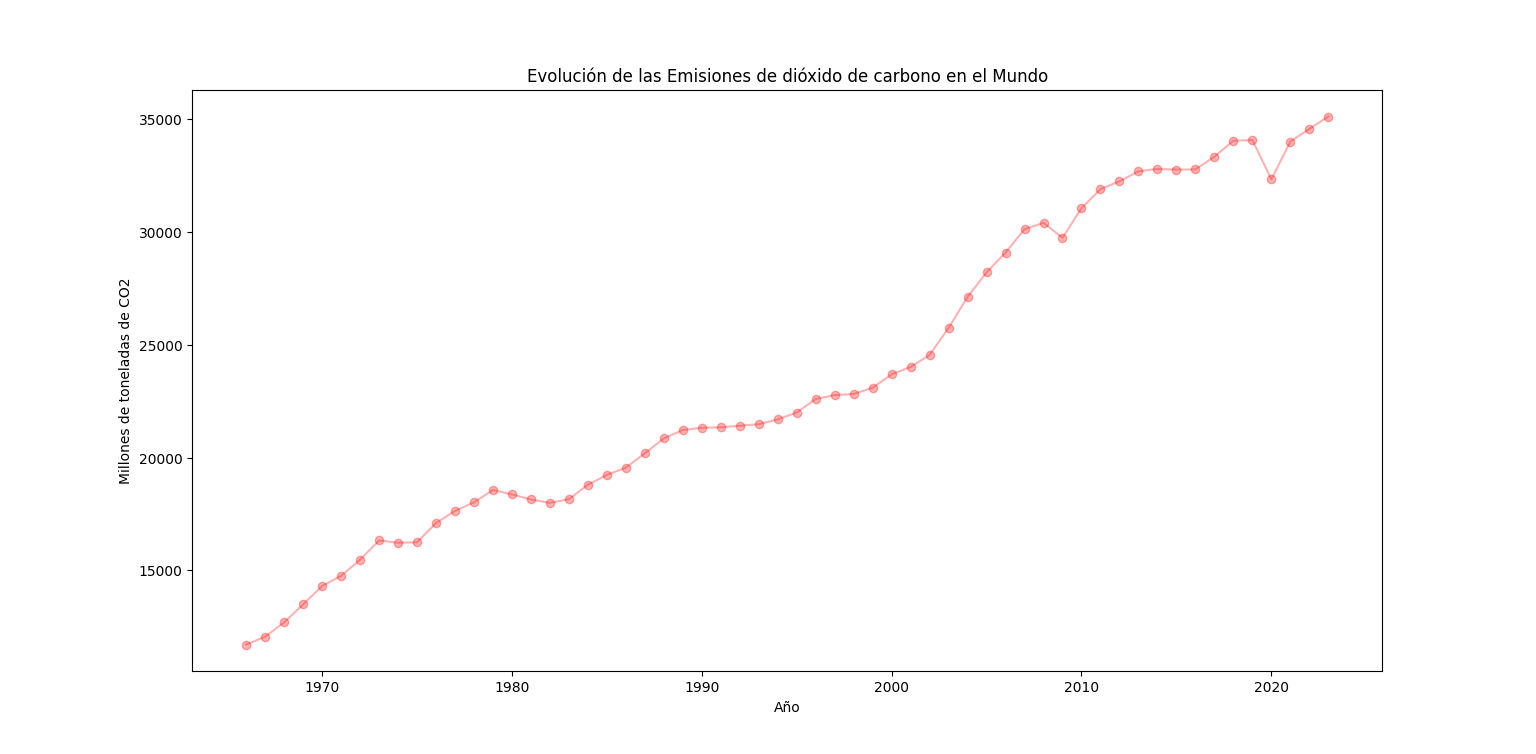 Evolución de las Emisiones de dióxido de carbono en el Mundo
35000
30000
25000
20000
15000
Millones de toneladas de CO2
1970 1980 1990 2000 2010 2020
Año